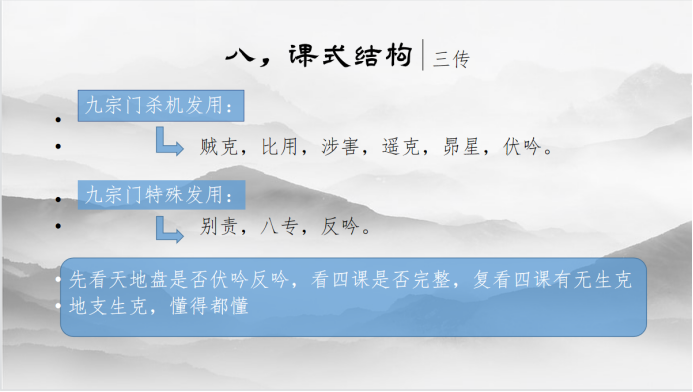 八，课式结构 三传
九宗门杀机发用：
贼克，比用，涉害，遥克，昴星，伏吟。
九宗门特殊发用：
别责，八专，反吟。
先看天地盘是否伏吟反吟，看四课是否完整，复看四课有无生克
地支生克，懂得都懂